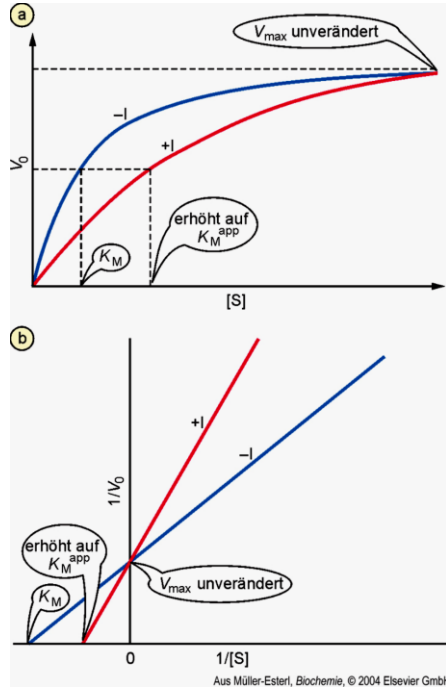 a
V_max unverändert
–I
+I
V_0
erhöht auf
K_M^app
K_M
[S]
b
+I
–I
1/V_0
erhöht auf
K_M^app
K_M
V_max unverändert
0
1/[S]
Aus Müller-Esterl, Biochemie, © 2004 Elsevier GmbH